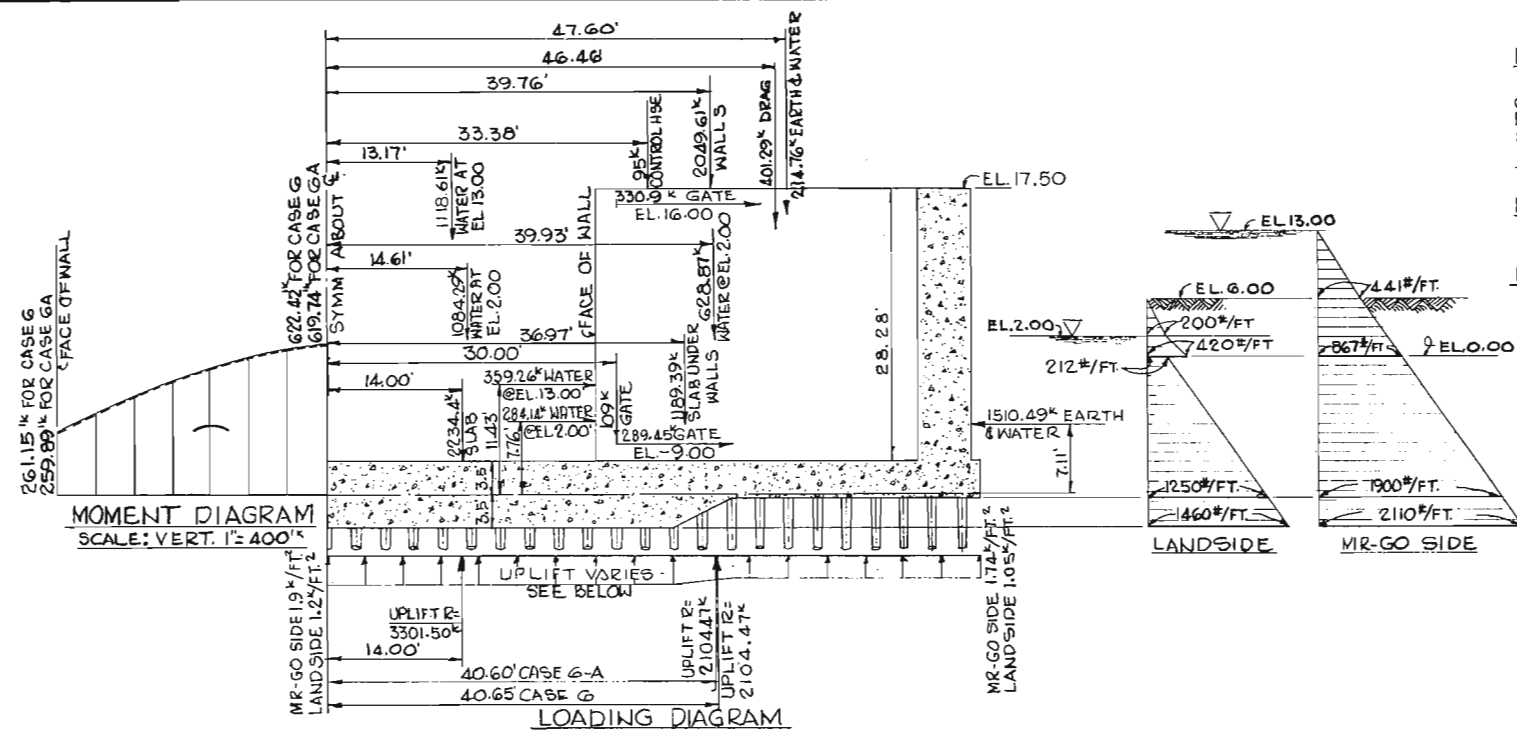 47.60'
46.46'
39.76'
33.38'
13.17'
95ᴷ
CONTROL HSE
2049.61ᴷ
WALLS
401.29ᴷ DRAG
EARTH & WATER
EL. 17.50
330.9ᴷ GATE
EL. 16.00
1118.61ᴷ
WATER AT
EL 13.00
39.93'
14.61'
1084.29ᴷ
WATER AT
EL. 2.00
FACE OF WALL
628.87ᴷ
WATER @ EL. 2.00
36.97'
30.00'
14.00'
359.26ᴷ WATER
@EL. 13.00'
284.14ᴷ WATER
@EL 2.00'
109ᴷ
GATE
1189.39ᴷ
SLAB UNDER
WALLS
289.45ᴷ GATE
EL. -9.00
2234.4ᴷ
SLAB
11.43'
7.76'
28.28'
1510.49ᴷ EARTH
& WATER
7.11'
3.5'
3.5'
622.42'ᴷ FOR CASE G
619.74'ᴷ FOR CASE GA
SYMM ABOUT ℄
261.15'ᴷ FOR CASE G
259.89'ᴷ FOR CASE GA
FACE OF WALL
MOMENT DIAGRAM
SCALE: VERT. 1"= 400'ᴷ
UPLIFT VARIES -
SEE BELOW
MR-GO SIDE 1.9ᴷ/FT.²
LANDSIDE 1.2ᴷ/FT.²
UPLIFT R=
3301.50ᴷ
14.00'
UPLIFT R=
2104.47ᴷ
UPLIFT R=
2104.47ᴷ
MR-GO SIDE 1.74ᴷ/FT.²
LANDSIDE 1.05ᴷ/FT.²
40.60' CASE G-A
40.65' CASE G
LOADING DIAGRAM
EL. 13.00
EL. 6.00
441#/FT.
EL. 2.00
200#/FT
420#/FT
212#/FT.
867#/FT
EL. 0.00
1250#/FT.
1900#/FT.
1460#/FT.
2110#/FT.
LANDSIDE
MR-GO SIDE